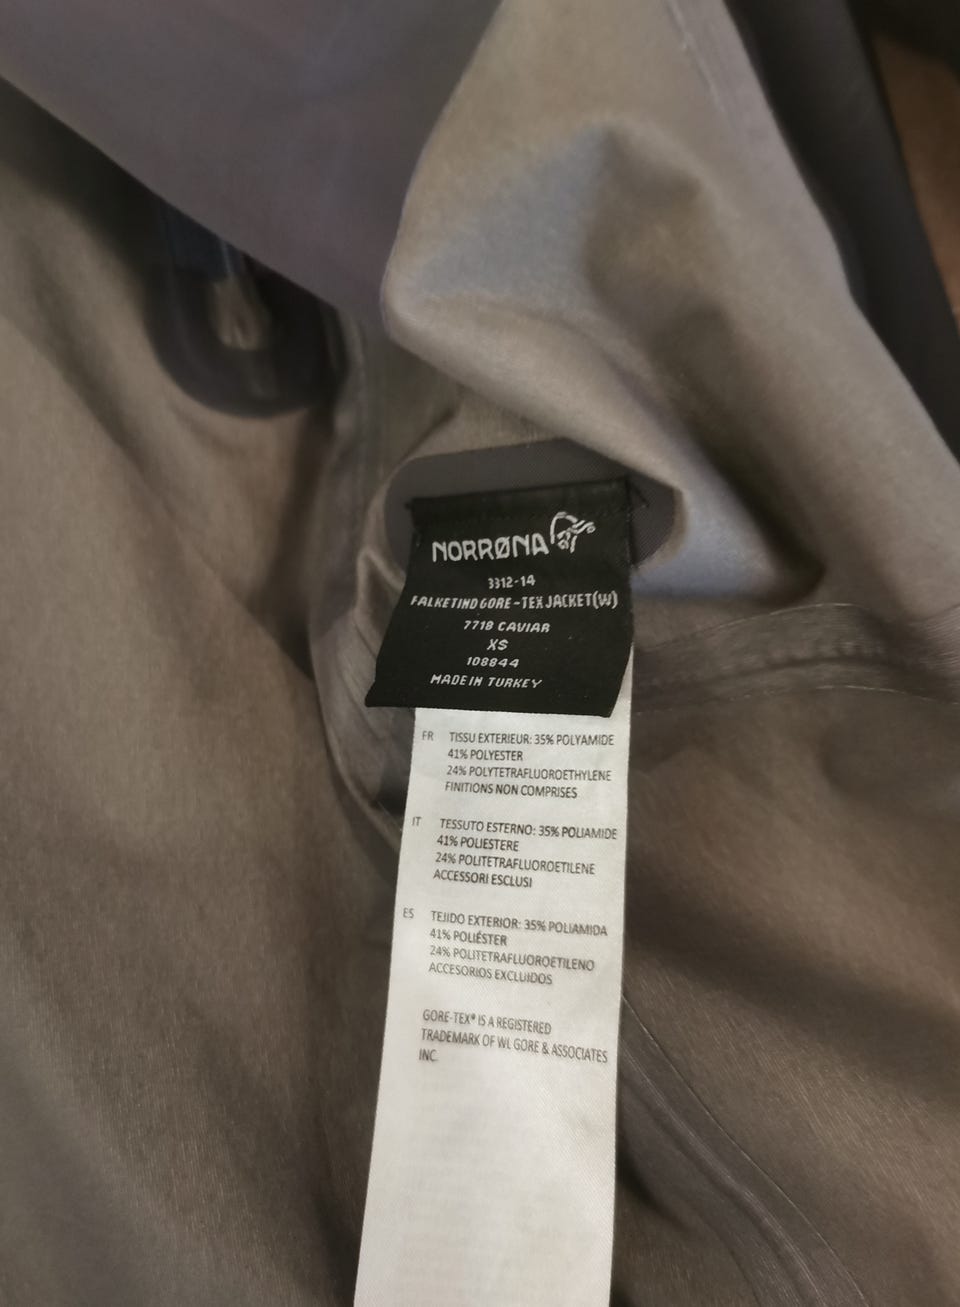 NORRØNA
3312-14
FALKETIND GORE-TEX JACKET(W)
7718 CAVIAR
XS
108844
MADE IN TURKEY
FR TISSU EXTERIEUR: 35% POLYAMIDE
41% POLYESTER
24% POLYTETRAFLUOROETHYLENE
FINITIONS NON COMPRISES
IT TESSUTO ESTERNO: 35% POLIAMIDE
41% POLIESTERE
24% POLITETRAFLUOROETILENE
ACCESSORI ESCLUSI
ES TEJIDO EXTERIOR: 35% POLIAMIDA
41% POLIÉSTER
24% POLITETRAFLUOROETILENO
ACCESORIOS EXCLUIDOS
GORE-TEX® IS A REGISTERED
TRADEMARK OF WL GORE & ASSOCIATES
INC.